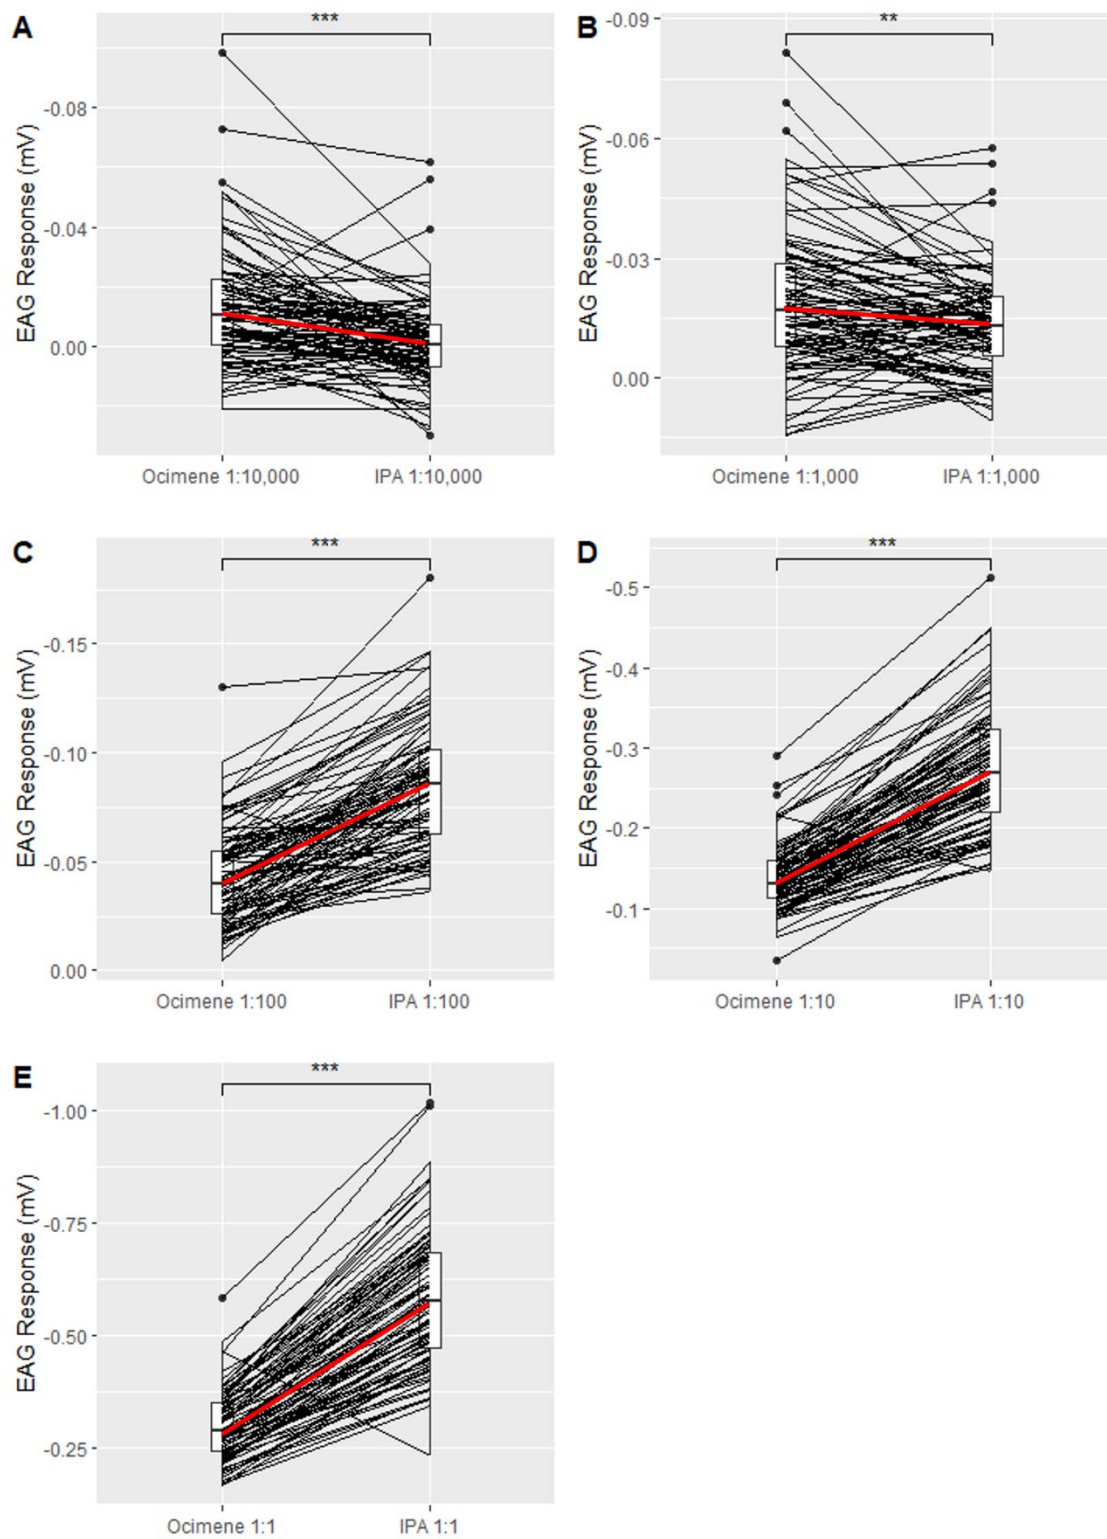 A
***
EAG Response (mV)
-0.08
-0.04
0.00
Ocimene 1:10,000 IPA 1:10,000
B
**
EAG Response (mV)
-0.09
-0.06
-0.03
0.00
Ocimene 1:1,000 IPA 1:1,000
C
***
EAG Response (mV)
-0.15
-0.10
-0.05
0.00
Ocimene 1:100 IPA 1:100
D
***
EAG Response (mV)
-0.5
-0.4
-0.3
-0.2
-0.1
Ocimene 1:10 IPA 1:10
E
***
EAG Response (mV)
-1.00
-0.75
-0.50
-0.25
Ocimene 1:1 IPA 1:1